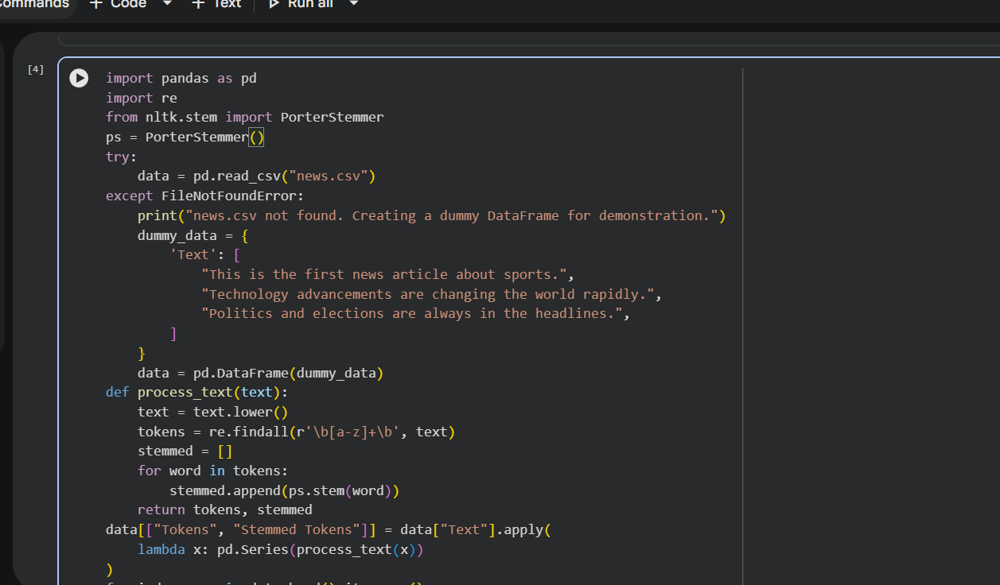 Commands + Code + Text Run all
[4]
import pandas as pd
import re
from nltk.stem import PorterStemmer
ps = PorterStemmer()
try:
    data = pd.read_csv("news.csv")
except FileNotFoundError:
    print("news.csv not found. Creating a dummy DataFrame for demonstration.")
    dummy_data = {
        'Text': [
            "This is the first news article about sports.",
            "Technology advancements are changing the world rapidly.",
            "Politics and elections are always in the headlines.",
        ]
    }
    data = pd.DataFrame(dummy_data)
def process_text(text):
    text = text.lower()
    tokens = re.findall(r'\b[a-z]+\b', text)
    stemmed = []
    for word in tokens:
        stemmed.append(ps.stem(word))
    return tokens, stemmed
data[["Tokens", "Stemmed Tokens"]] = data["Text"].apply(
    lambda x: pd.Series(process_text(x))
)